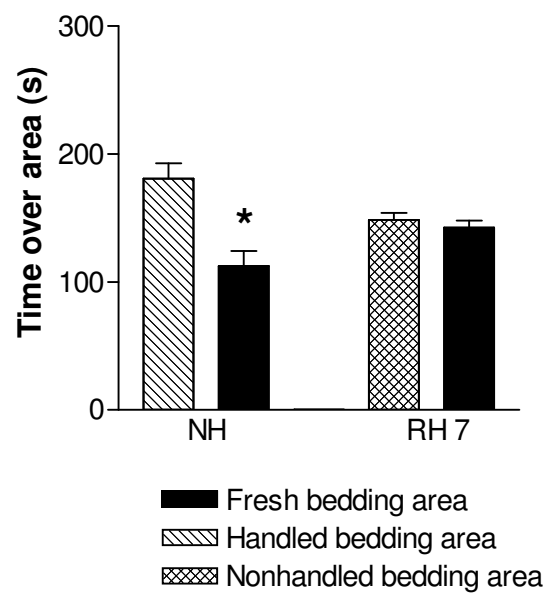 300
200
100
0
Time over area (s)
*
NH
RH 7
Fresh bedding area
Handled bedding area
Nonhandled bedding area